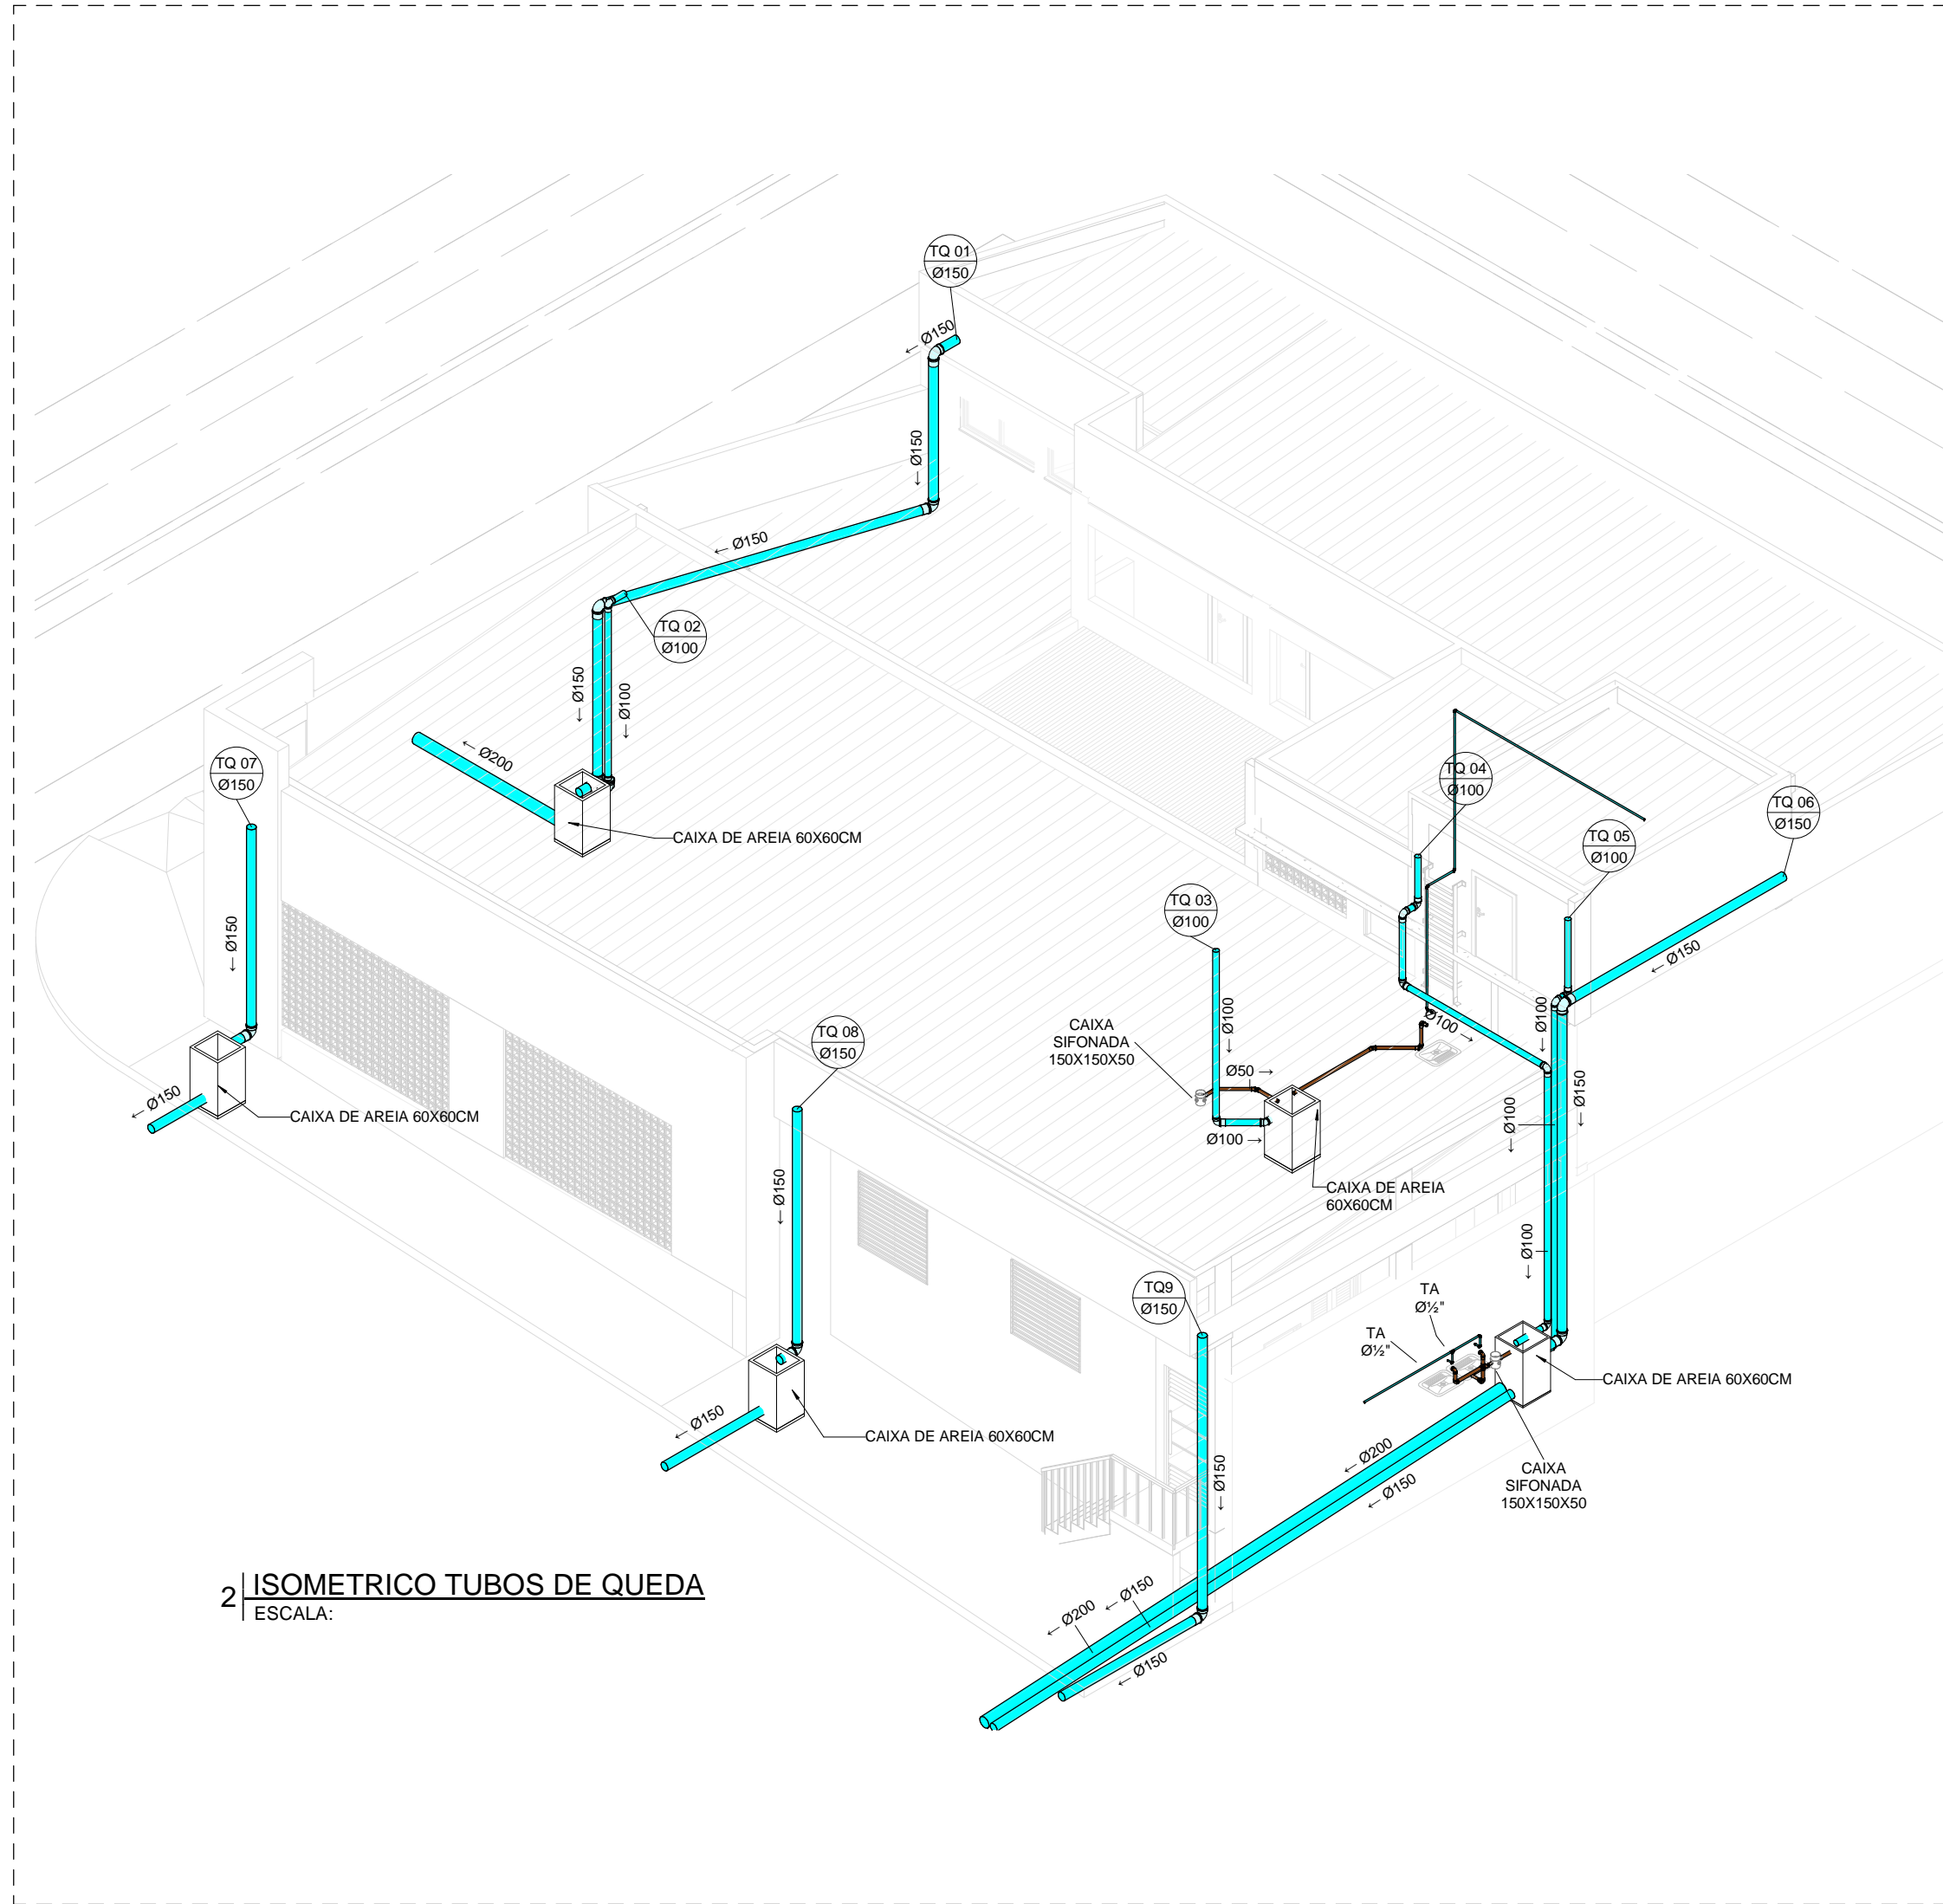 TQ 01
Ø150
← Ø150
← Ø150
← Ø150
TQ 02
Ø100
← Ø150
← Ø100
← Ø200
CAIXA DE AREIA 60X60CM
TQ 07
Ø150
← Ø150
CAIXA DE AREIA 60X60CM
← Ø150
TQ 04
Ø100
TQ 06
Ø150
TQ 05
Ø100
← Ø150
TQ 03
Ø100
← Ø100
CAIXA
SIFONADA
150X150X50
Ø50 →
Ø100 →
CAIXA DE AREIA
60X60CM
Ø100 →
← Ø100
← Ø150
← Ø100
← Ø100
TQ 08
Ø150
← Ø150
CAIXA DE AREIA 60X60CM
← Ø150
TQ9
Ø150
← Ø150
TA
Ø½"
TA
Ø½"
CAIXA DE AREIA 60X60CM
CAIXA
SIFONADA
150X150X50
← Ø200
← Ø150
← Ø150
← Ø200
← Ø150
2 ISOMETRICO TUBOS DE QUEDA
ESCALA: